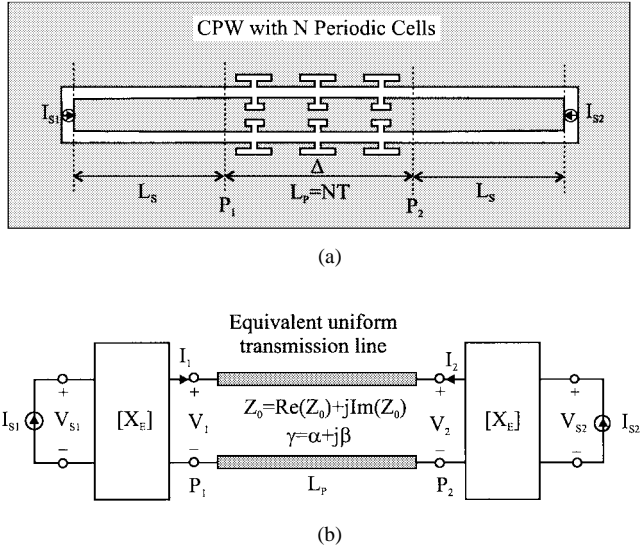 CPW with N Periodic Cells
I_S1 I_S2
Δ
L_S L_P=NT L_S
P_1 P_2
(a)
Equivalent uniform
transmission line
I_1 I_2
Z_0=Re(Z_0)+jIm(Z_0)
I_S1 + V_S1 − [X_E] + V_1 − γ=α+jβ + V_2 − [X_E] + V_S2 − I_S2
P_1 L_P P_2
(b)